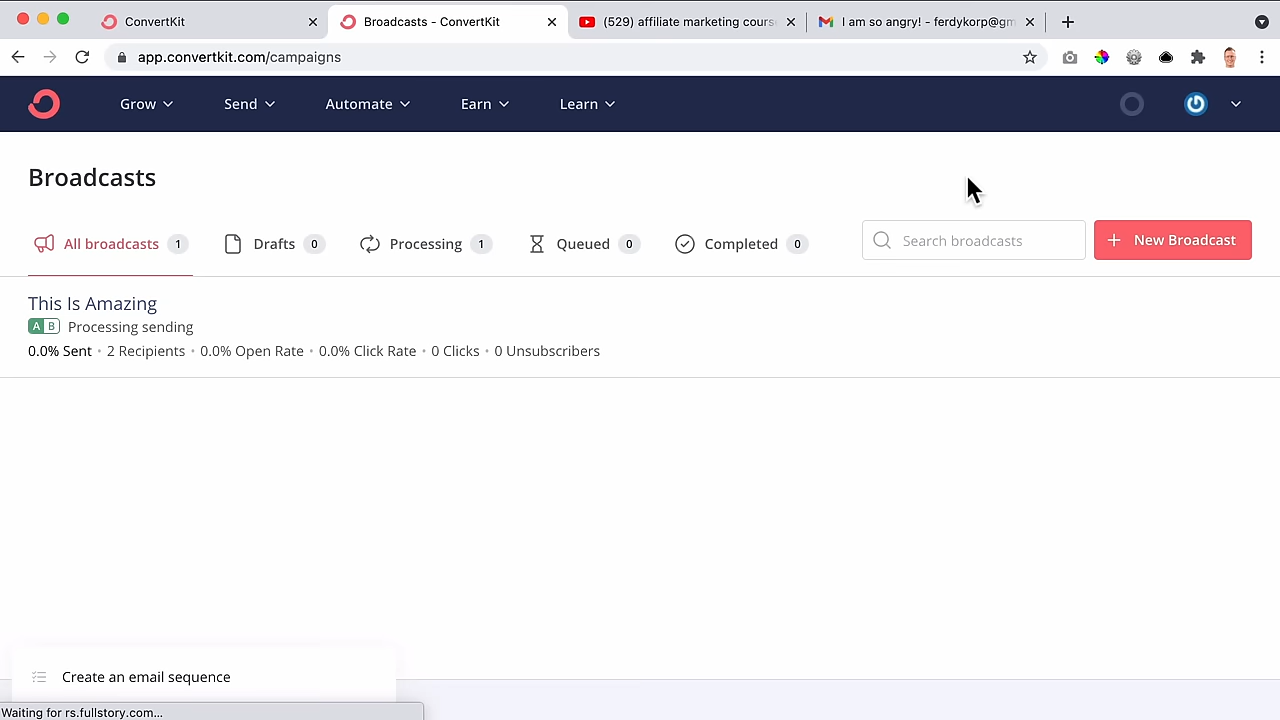 ConvertKit
Broadcasts - ConvertKit
(529) affiliate marketing cours
I am so angry! - ferdykorp@gm
app.convertkit.com/campaigns
Grow
Send
Automate
Earn
Learn
Broadcasts
All broadcasts 1
Drafts 0
Processing 1
Queued 0
Completed 0
Search broadcasts
+ New Broadcast
This Is Amazing
A B Processing sending
0.0% Sent • 2 Recipients • 0.0% Open Rate • 0.0% Click Rate • 0 Clicks • 0 Unsubscribers
Create an email sequence
Waiting for rs.fullstory.com...